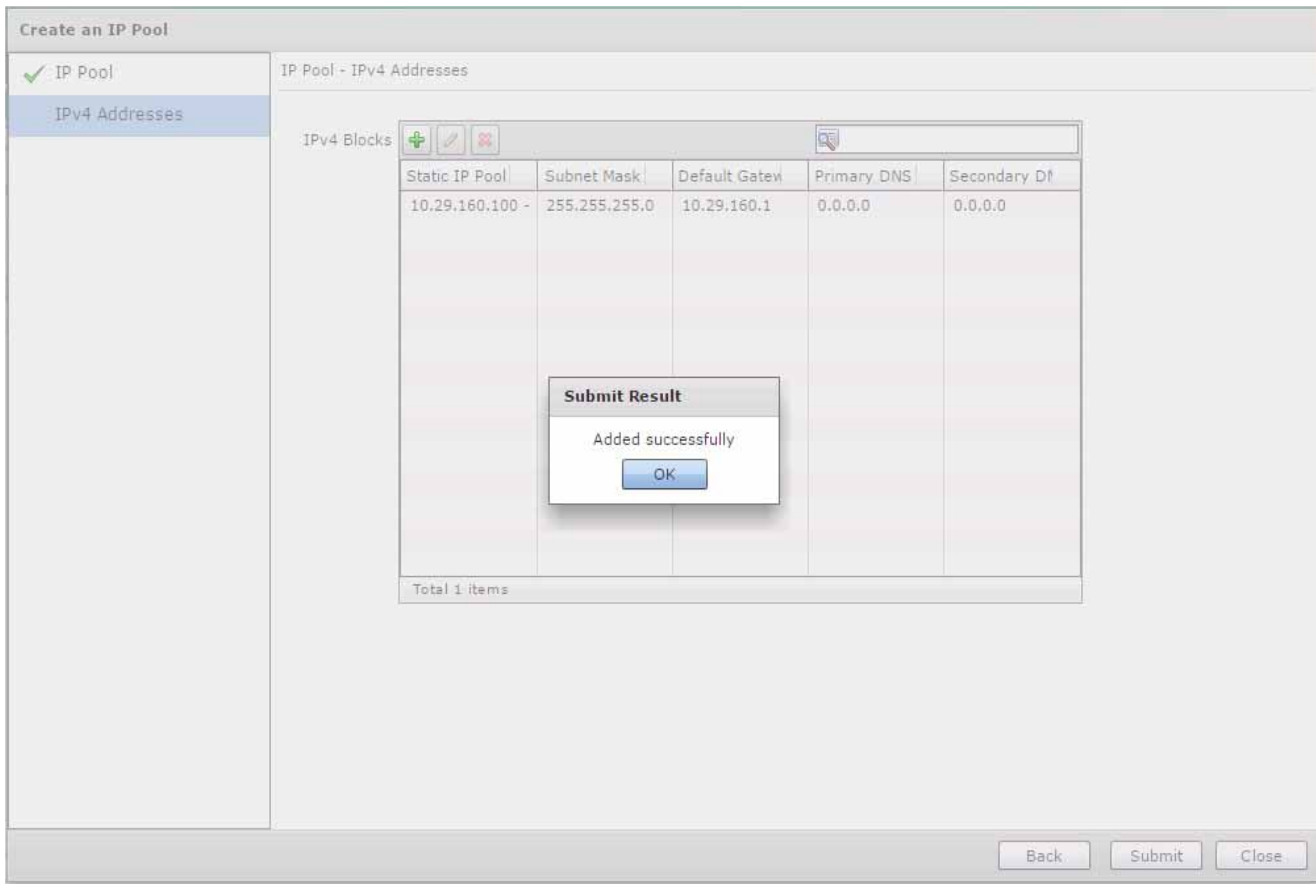 Create an IP Pool
IP Pool
IPv4 Addresses
IP Pool - IPv4 Addresses
IPv4 Blocks
Static IP Pool Subnet Mask Default Gatew Primary DNS Secondary DN
10.29.160.100 - 255.255.255.0 10.29.160.1 0.0.0.0 0.0.0.0
Submit Result
Added successfully
OK
Total 1 items
Back Submit Close